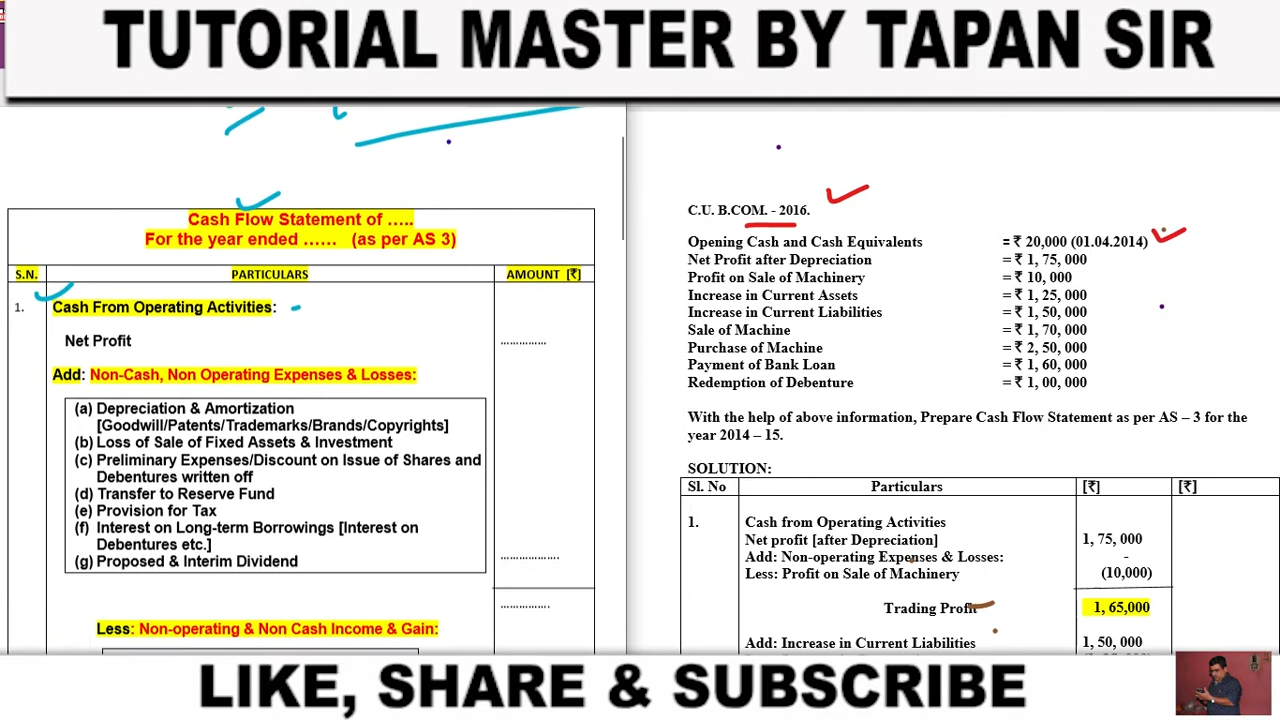 TUTORIAL MASTER BY TAPAN SIR
Cash Flow Statement of …..
For the year ended …… (as per AS 3)
S.N. PARTICULARS AMOUNT [₹]
1. Cash From Operating Activities:
Net Profit ……………
Add: Non-Cash, Non Operating Expenses & Losses:
(a) Depreciation & Amortization
[Goodwill/Patents/Trademarks/Brands/Copyrights]
(b) Loss of Sale of Fixed Assets & Investment
(c) Preliminary Expenses/Discount on Issue of Shares and
Debentures written off
(d) Transfer to Reserve Fund
(e) Provision for Tax
(f) Interest on Long-term Borrowings [Interest on
Debentures etc.]
(g) Proposed & Interim Dividend ……………….
…………….
Less: Non-operating & Non Cash Income & Gain:
C.U. B.COM. - 2016.
Opening Cash and Cash Equivalents = ₹ 20,000 (01.04.2014)
Net Profit after Depreciation = ₹ 1, 75, 000
Profit on Sale of Machinery = ₹ 10, 000
Increase in Current Assets = ₹ 1, 25, 000
Increase in Current Liabilities = ₹ 1, 50, 000
Sale of Machine = ₹ 1, 70, 000
Purchase of Machine = ₹ 2, 50, 000
Payment of Bank Loan = ₹ 1, 60, 000
Redemption of Debenture = ₹ 1, 00, 000
With the help of above information, Prepare Cash Flow Statement as per AS – 3 for the
year 2014 – 15.
SOLUTION:
Sl. No Particulars [₹] [₹]
1. Cash from Operating Activities
Net profit [after Depreciation] 1, 75, 000
Add: Non-operating Expenses & Losses: -
Less: Profit on Sale of Machinery (10,000)
Trading Profit 1, 65,000
Add: Increase in Current Liabilities 1, 50, 000
LIKE, SHARE & SUBSCRIBE